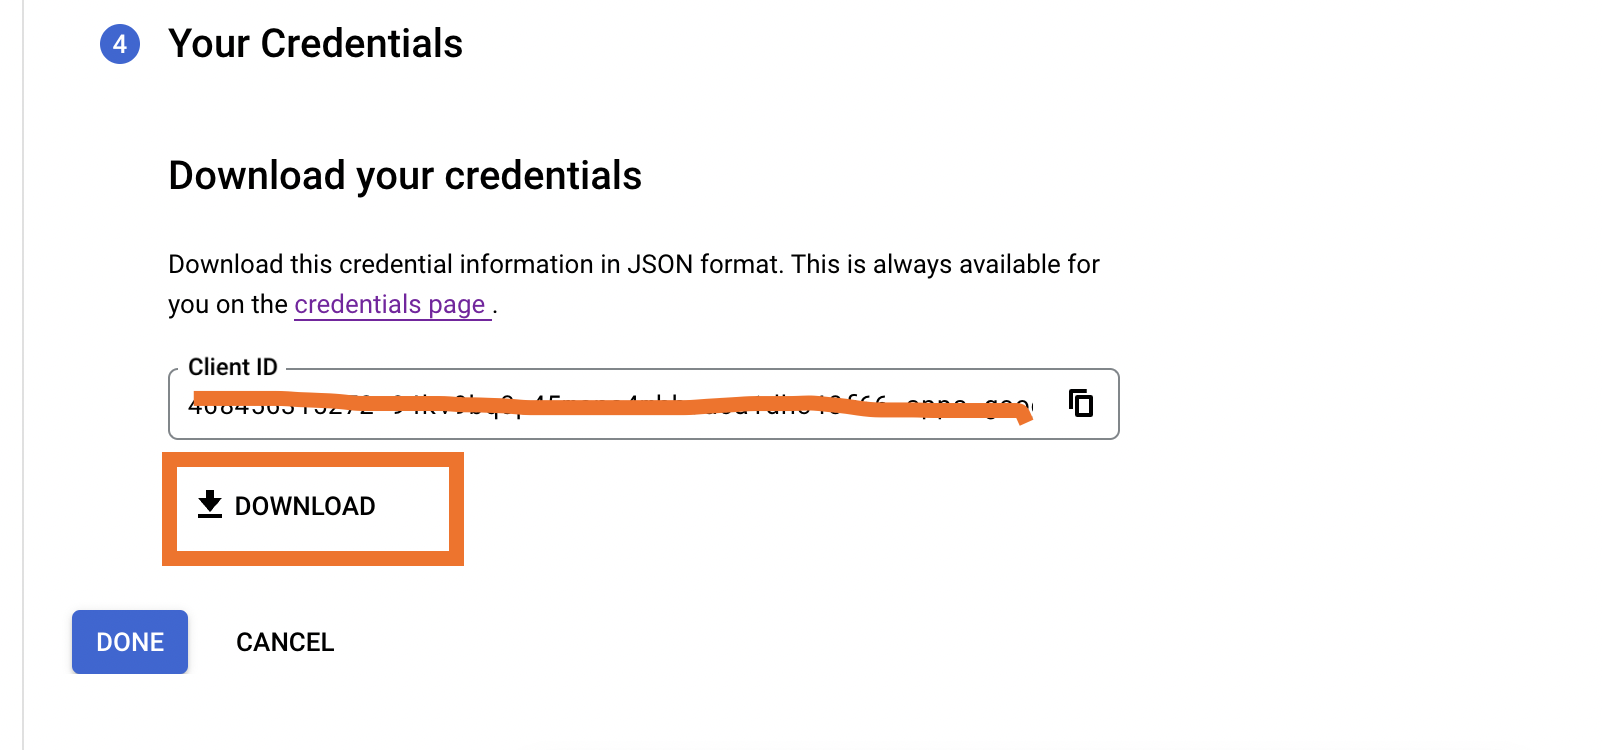 4 Your Credentials
Download your credentials
Download this credential information in JSON format. This is always available for
you on the credentials page .
Client ID
DOWNLOAD
DONE CANCEL